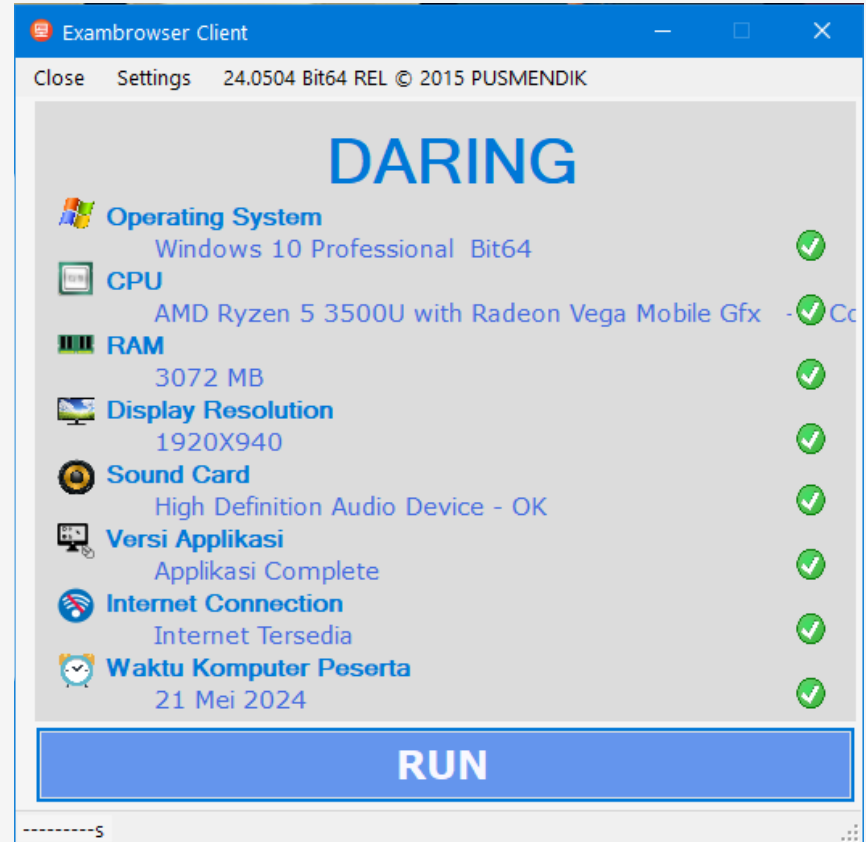 Exambrowser Client
Close Settings 24.0504 Bit64 REL © 2015 PUSMENDIK
DARING
Operating System
Windows 10 Professional Bit64
CPU
AMD Ryzen 5 3500U with Radeon Vega Mobile Gfx - Co
RAM
3072 MB
Display Resolution
1920X940
Sound Card
High Definition Audio Device - OK
Versi Applikasi
Applikasi Complete
Internet Connection
Internet Tersedia
Waktu Komputer Peserta
21 Mei 2024
RUN
---------s